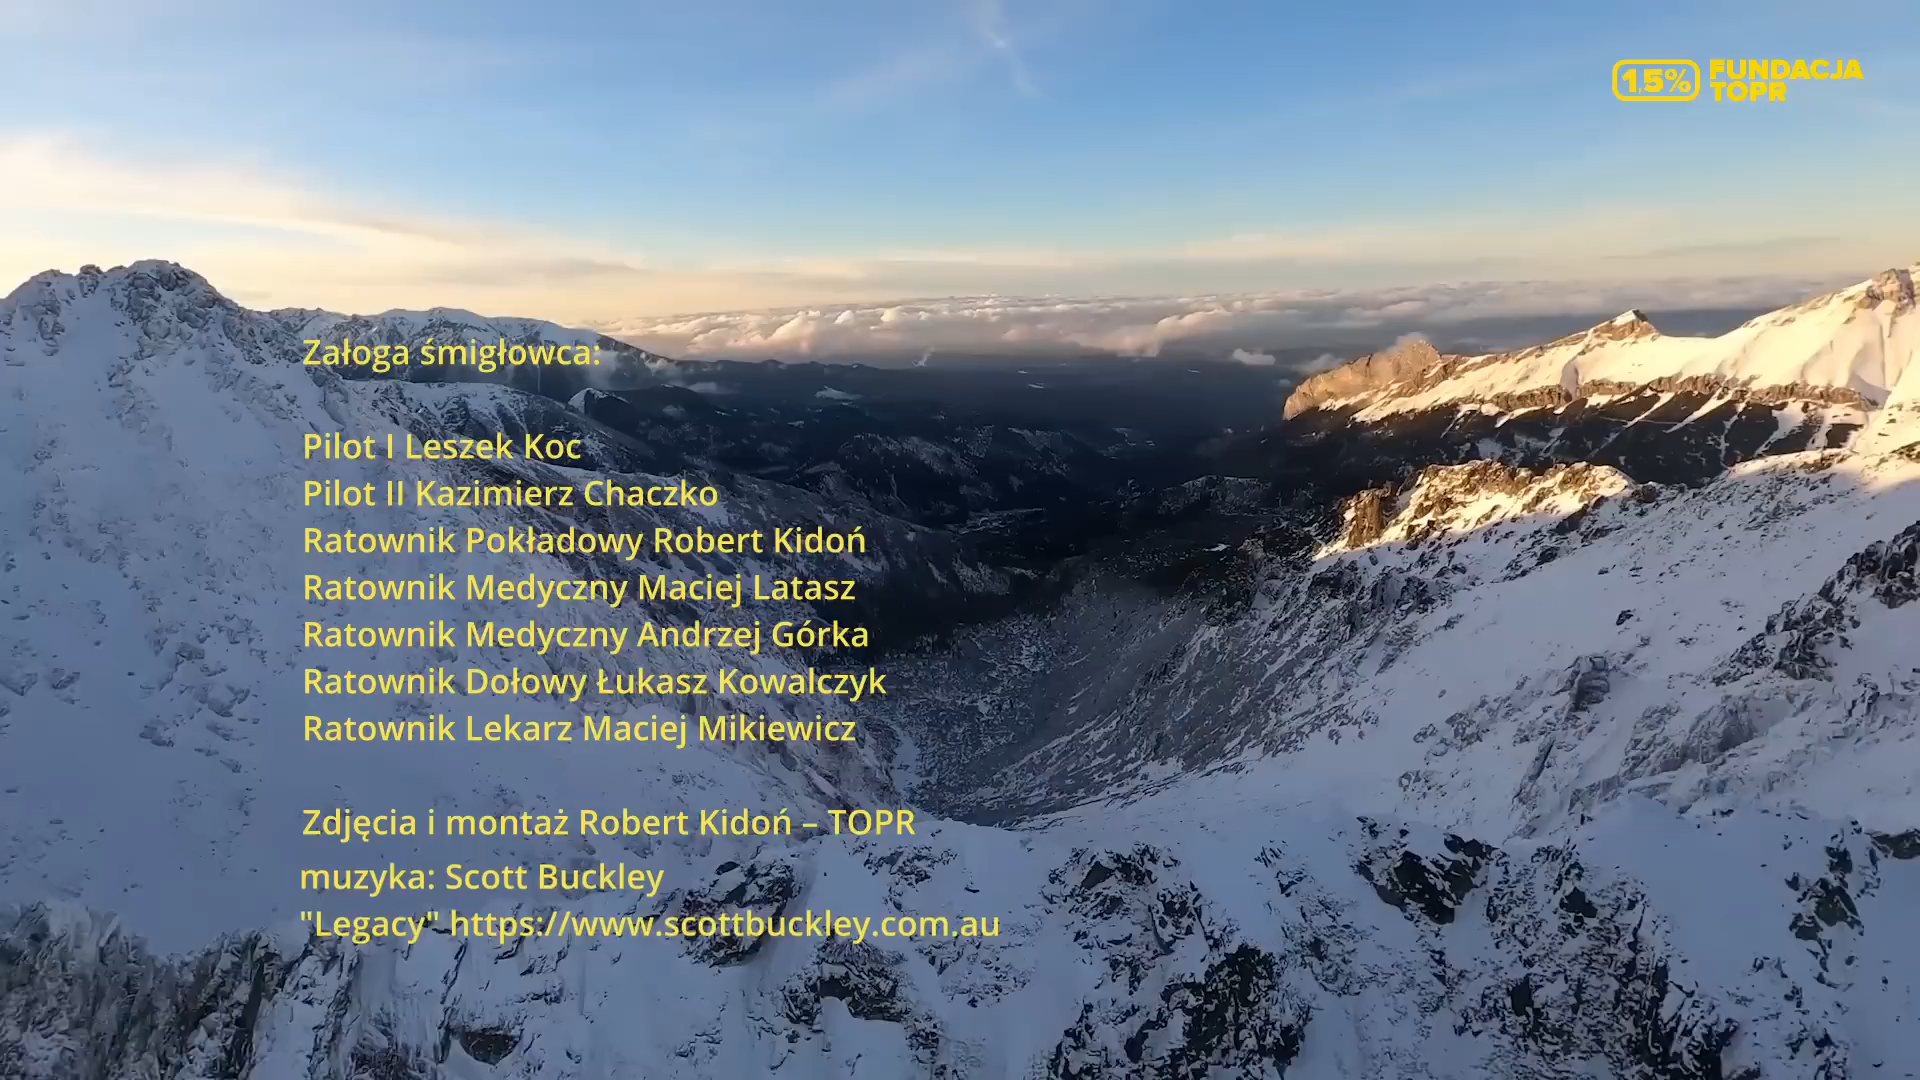 1,5% FUNDACJA
TOPR
Załoga śmigłowca:
Pilot I Leszek Koc
Pilot II Kazimierz Chaczko
Ratownik Pokładowy Robert Kidoń
Ratownik Medyczny Maciej Latasz
Ratownik Medyczny Andrzej Górka
Ratownik Dołowy Łukasz Kowalczyk
Ratownik Lekarz Maciej Mikiewicz
Zdjęcia i montaż Robert Kidoń – TOPR
muzyka: Scott Buckley
"Legacy" https://www.scottbuckley.com.au